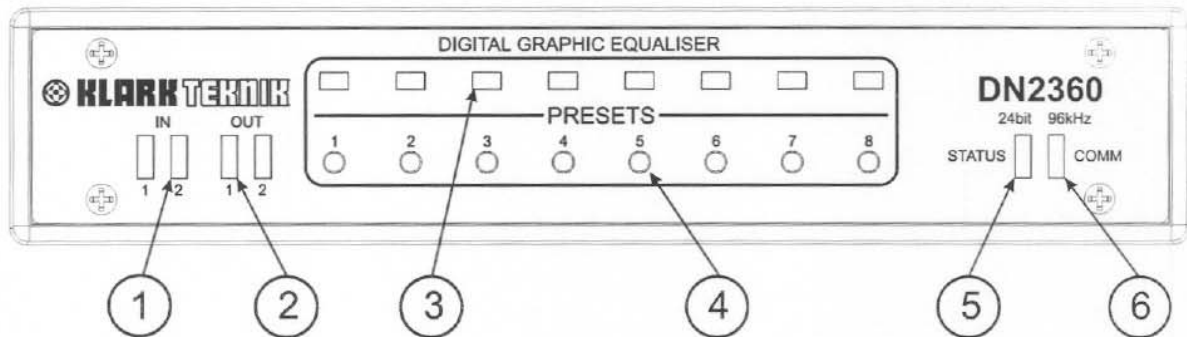 DIGITAL GRAPHIC EQUALISER
KLARK TEKNIK
DN2360
IN OUT
PRESETS
24bit 96kHz
1 2 3 4 5 6 7 8
STATUS COMM
1 2 1 2
1 2 3 4 5 6